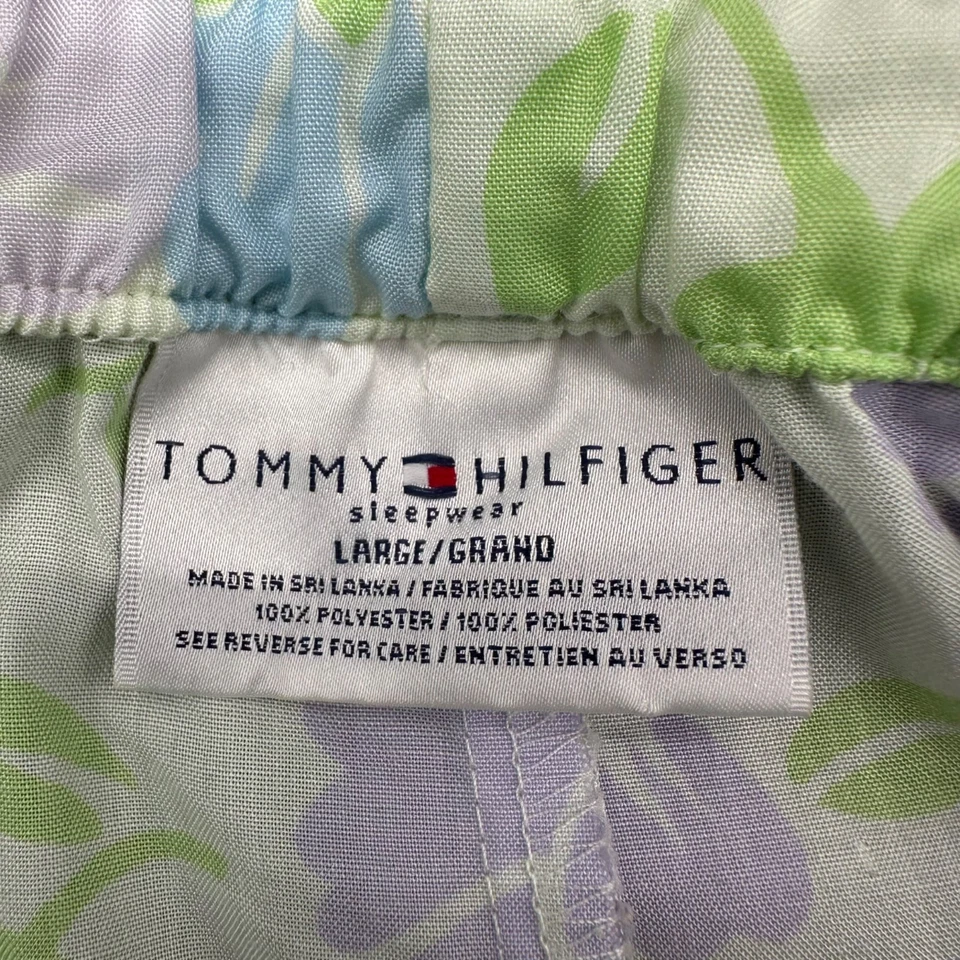 TOMMY HILFIGER
sleepwear
LARGE/GRAND
MADE IN SRI LANKA / FABRIQUE AU SRI LANKA
100% POLYESTER / 100% POLIESTER
SEE REVERSE FOR CARE / ENTRETIEN AU VERSO